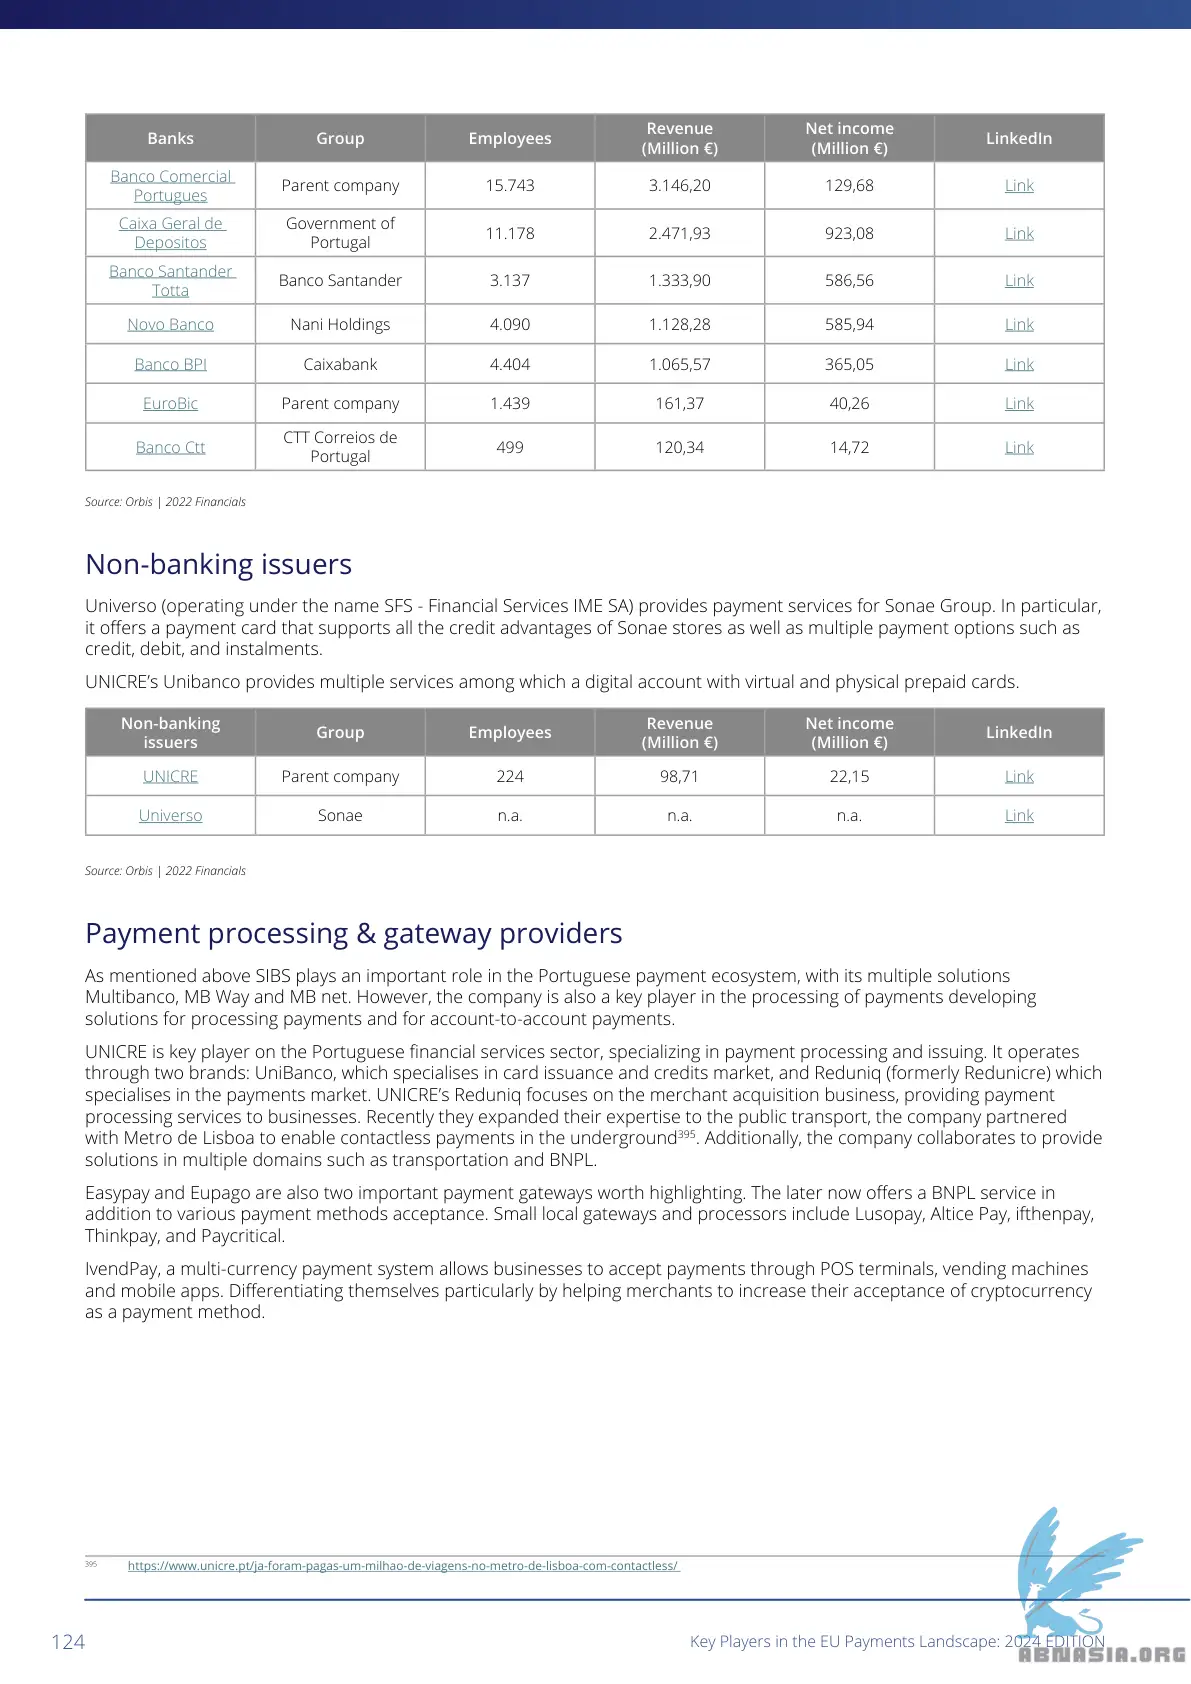 Banks Group Employees Revenue (Million €) Net income (Million €) LinkedIn
Banco Comercial Portugues Parent company 15.743 3.146,20 129,68 Link
Caixa Geral de Depositos Government of Portugal 11.178 2.471,93 923,08 Link
Banco Santander Totta Banco Santander 3.137 1.333,90 586,56 Link
Novo Banco Nani Holdings 4.090 1.128,28 585,94 Link
Banco BPI Caixabank 4.404 1.065,57 365,05 Link
EuroBic Parent company 1.439 161,37 40,26 Link
Banco Ctt CTT Correios de Portugal 499 120,34 14,72 Link
Source: Orbis | 2022 Financials
Non-banking issuers
Universo (operating under the name SFS - Financial Services IME SA) provides payment services for Sonae Group. In particular,
it offers a payment card that supports all the credit advantages of Sonae stores as well as multiple payment options such as
credit, debit, and instalments.
UNICRE’s Unibanco provides multiple services among which a digital account with virtual and physical prepaid cards.
Non-banking issuers Group Employees Revenue (Million €) Net income (Million €) LinkedIn
UNICRE Parent company 224 98,71 22,15 Link
Universo Sonae n.a. n.a. n.a. Link
Source: Orbis | 2022 Financials
Payment processing & gateway providers
As mentioned above SIBS plays an important role in the Portuguese payment ecosystem, with its multiple solutions
Multibanco, MB Way and MB net. However, the company is also a key player in the processing of payments developing
solutions for processing payments and for account-to-account payments.
UNICRE is key player on the Portuguese financial services sector, specializing in payment processing and issuing. It operates
through two brands: UniBanco, which specialises in card issuance and credits market, and Reduniq (formerly Redunicre) which
specialises in the payments market. UNICRE’s Reduniq focuses on the merchant acquisition business, providing payment
processing services to businesses. Recently they expanded their expertise to the public transport, the company partnered
with Metro de Lisboa to enable contactless payments in the underground395. Additionally, the company collaborates to provide
solutions in multiple domains such as transportation and BNPL.
Easypay and Eupago are also two important payment gateways worth highlighting. The later now offers a BNPL service in
addition to various payment methods acceptance. Small local gateways and processors include Lusopay, Altice Pay, ifthenpay,
Thinkpay, and Paycritical.
IvendPay, a multi-currency payment system allows businesses to accept payments through POS terminals, vending machines
and mobile apps. Differentiating themselves particularly by helping merchants to increase their acceptance of cryptocurrency
as a payment method.
395 https://www.unicre.pt/ja-foram-pagas-um-milhao-de-viagens-no-metro-de-lisboa-com-contactless/
124 Key Players in the EU Payments Landscape: 2024 EDITION
ABNASIA.ORG